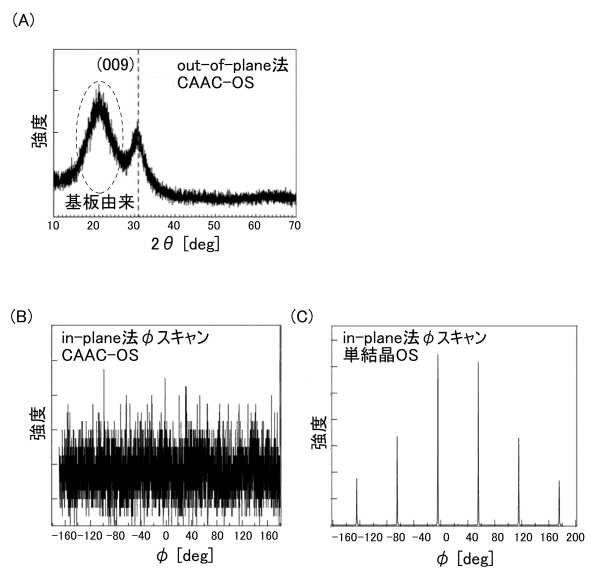 (A)
(009)
out-of-plane法
CAAC-OS
強度
基板由来
10 20 30 40 50 60 70
2θ [deg]
(B)
in-plane法φスキャン
CAAC-OS
強度
-160 -120 -80 -40 0 40 80 120 160
φ [deg]
(C)
in-plane法φスキャン
単結晶OS
強度
-160 -120 -80 -40 0 40 80 120 160 200
φ [deg]